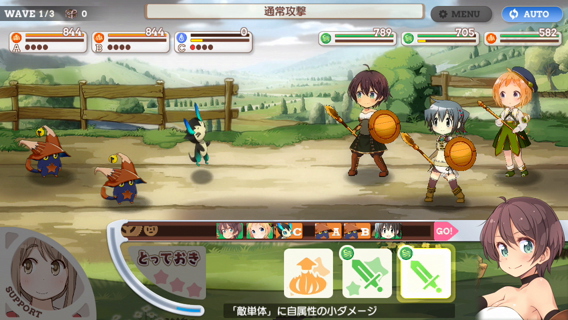 WAVE 1/3 0
通常攻撃
MENU
AUTO
844 844 0
A B C
789 705 582
C A B GO!
とっておき
SUPPORT
「敵単体」に自属性の小ダメージ